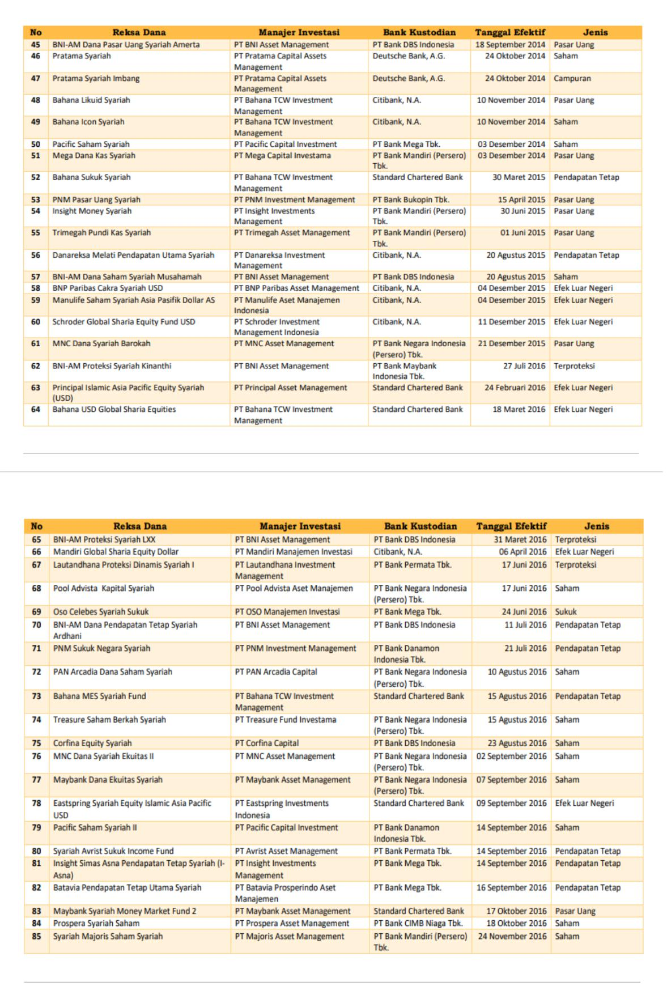 No Reksa Dana Manajer Investasi Bank Kustodian Tanggal Efektif Jenis
45 BNI-AM Dana Pasar Uang Syariah Amerta PT BNI Asset Management PT Bank DBS Indonesia 18 September 2014 Pasar Uang
46 Pratama Syariah PT Pratama Capital Assets Deutsche Bank, A.G. 24 Oktober 2014 Saham
Management
47 Pratama Syariah Imbang PT Pratama Capital Assets Deutsche Bank, A.G. 24 Oktober 2014 Campuran
Management
48 Bahana Likuid Syariah PT Bahana TCW Investment Citibank, N.A. 10 November 2014 Pasar Uang
Management
49 Bahana Icon Syariah PT Bahana TCW Investment Citibank, N.A. 10 November 2014 Saham
Management
50 Pacific Saham Syariah PT Pacific Capital Investment PT Bank Mega Tbk. 03 Desember 2014 Saham
51 Mega Dana Kas Syariah PT Mega Capital Investama PT Bank Mandiri (Persero) 03 Desember 2014 Pasar Uang
Tbk.
52 Bahana Sukuk Syariah PT Bahana TCW Investment Standard Chartered Bank 30 Maret 2015 Pendapatan Tetap
Management
53 PNM Pasar Uang Syariah PT PNM Investment Management PT Bank Bukopin Tbk. 15 April 2015 Pasar Uang
54 Insight Money Syariah PT Insight Investments PT Bank Mandiri (Persero) 30 Juni 2015 Pasar Uang
Management Tbk.
55 Trimegah Pundi Kas Syariah PT Trimegah Asset Management PT Bank Mandiri (Persero) 01 Juni 2015 Pasar Uang
Tbk.
56 Danareksa Melati Pendapatan Utama Syariah PT Danareksa Investment Citibank, N.A. 20 Agustus 2015 Pendapatan Tetap
Management
57 BNI-AM Dana Saham Syariah Musahamah PT BNI Asset Management PT Bank DBS Indonesia 20 Agustus 2015 Saham
58 BNP Paribas Cakra Syariah USD PT BNP Paribas Asset Management Citibank, N.A. 04 Desember 2015 Efek Luar Negeri
59 Manulife Saham Syariah Asia Pasifik Dollar AS PT Manulife Aset Manajemen Citibank, N.A. 04 Desember 2015 Efek Luar Negeri
Indonesia
60 Schroder Global Sharia Equity Fund USD PT Schroder Investment Citibank, N.A. 11 Desember 2015 Efek Luar Negeri
Management Indonesia
61 MNC Dana Syariah Barokah PT MNC Asset Management PT Bank Negara Indonesia 21 Desember 2015 Pasar Uang
(Persero) Tbk.
62 BNI-AM Proteksi Syariah Kinanthi PT BNI Asset Management PT Bank Maybank 27 Juli 2016 Terproteksi
Indonesia Tbk.
63 Principal Islamic Asia Pacific Equity Syariah PT Principal Asset Management Standard Chartered Bank 24 Februari 2016 Efek Luar Negeri
(USD)
64 Bahana USD Global Sharia Equities PT Bahana TCW Investment Standard Chartered Bank 18 Maret 2016 Efek Luar Negeri
Management
No Reksa Dana Manajer Investasi Bank Kustodian Tanggal Efektif Jenis
65 BNI-AM Proteksi Syariah LXX PT BNI Asset Management PT Bank DBS Indonesia 31 Maret 2016 Terproteksi
66 Mandiri Global Sharia Equity Dollar PT Mandiri Manajemen Investasi Citibank, N.A. 06 April 2016 Efek Luar Negeri
67 Lautandhana Proteksi Dinamis Syariah I PT Lautandhana Investment PT Bank Permata Tbk. 17 Juni 2016 Terproteksi
Management
68 Pool Advista Kapital Syariah PT Pool Advista Aset Manajemen PT Bank Negara Indonesia 17 Juni 2016 Saham
(Persero) Tbk.
69 Oso Celebes Syariah Sukuk PT OSO Manajemen Investasi PT Bank Mega Tbk. 24 Juni 2016 Sukuk
70 BNI-AM Dana Pendapatan Tetap Syariah PT BNI Asset Management PT Bank DBS Indonesia 11 Juli 2016 Pendapatan Tetap
Ardhani
71 PNM Sukuk Negara Syariah PT PNM Investment Management PT Bank Danamon 21 Juli 2016 Pendapatan Tetap
Indonesia Tbk.
72 PAN Arcadia Dana Saham Syariah PT PAN Arcadia Capital PT Bank Negara Indonesia 10 Agustus 2016 Saham
(Persero) Tbk.
73 Bahana MES Syariah Fund PT Bahana TCW Investment Standard Chartered Bank 15 Agustus 2016 Pendapatan Tetap
Management
74 Treasure Saham Berkah Syariah PT Treasure Fund Investama PT Bank Negara Indonesia 15 Agustus 2016 Saham
(Persero) Tbk.
75 Corfina Equity Syariah PT Corfina Capital PT Bank DBS Indonesia 23 Agustus 2016 Saham
76 MNC Dana Syariah Ekuitas II PT MNC Asset Management PT Bank Negara Indonesia 02 September 2016 Saham
(Persero) Tbk.
77 Maybank Dana Ekuitas Syariah PT Maybank Asset Management PT Bank Negara Indonesia 07 September 2016 Saham
(Persero) Tbk.
78 Eastspring Syariah Equity Islamic Asia Pacific PT Eastspring Investments Standard Chartered Bank 09 September 2016 Efek Luar Negeri
USD Indonesia
79 Pacific Saham Syariah II PT Pacific Capital Investment PT Bank Danamon 14 September 2016 Saham
Indonesia Tbk.
80 Syariah Avrist Sukuk Income Fund PT Avrist Asset Management PT Bank Permata Tbk. 14 September 2016 Pendapatan Tetap
81 Insight Simas Asna Pendapatan Tetap Syariah (I- PT Insight Investments PT Bank Mega Tbk. 14 September 2016 Pendapatan Tetap
Asna) Management
82 Batavia Pendapatan Tetap Utama Syariah PT Batavia Prosperindo Aset PT Bank Mega Tbk. 16 September 2016 Pendapatan Tetap
Manajemen
83 Maybank Syariah Money Market Fund 2 PT Maybank Asset Management Standard Chartered Bank 17 Oktober 2016 Pasar Uang
84 Prospera Syariah Saham PT Prospera Asset Management PT Bank CIMB Niaga Tbk. 18 Oktober 2016 Saham
85 Syariah Majoris Saham Syariah PT Majoris Asset Management PT Bank Mandiri (Persero) 24 November 2016 Saham
Tbk.